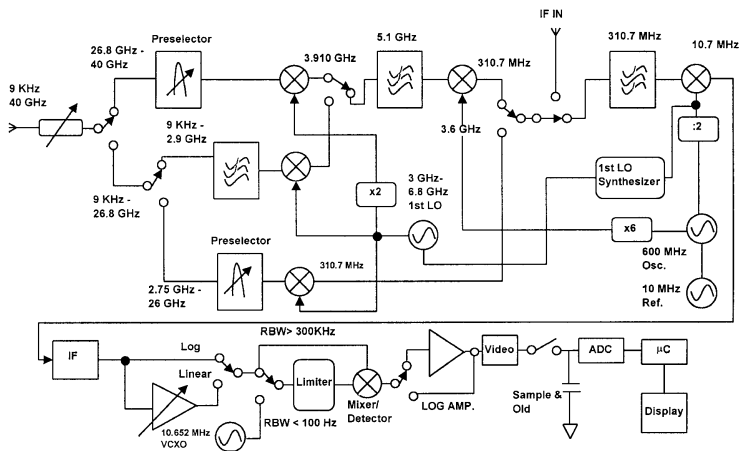 IF IN
Preselector
26.8 GHz -
40 GHz
5.1 GHz
3.910 GHz
310.7 MHz
310.7 MHz
10.7 MHz
9 KHz
40 GHz
:2
9 KHz -
2.9 GHz
3.6 GHz
9 KHz -
26.8 GHz
x2
3 GHz-
6.8 GHz
1st LO
1st LO
Synthesizer
x6
600 MHz
Osc.
Preselector
310.7 MHz
2.75 GHz -
26 GHz
10 MHz
Ref.
RBW> 300KHz
IF
Log
Linear
Limiter
Mixer/
Detector
LOG AMP.
Video
ADC
µC
Sample &
Old
Display
10.652 MHz
VCXO
RBW < 100 Hz